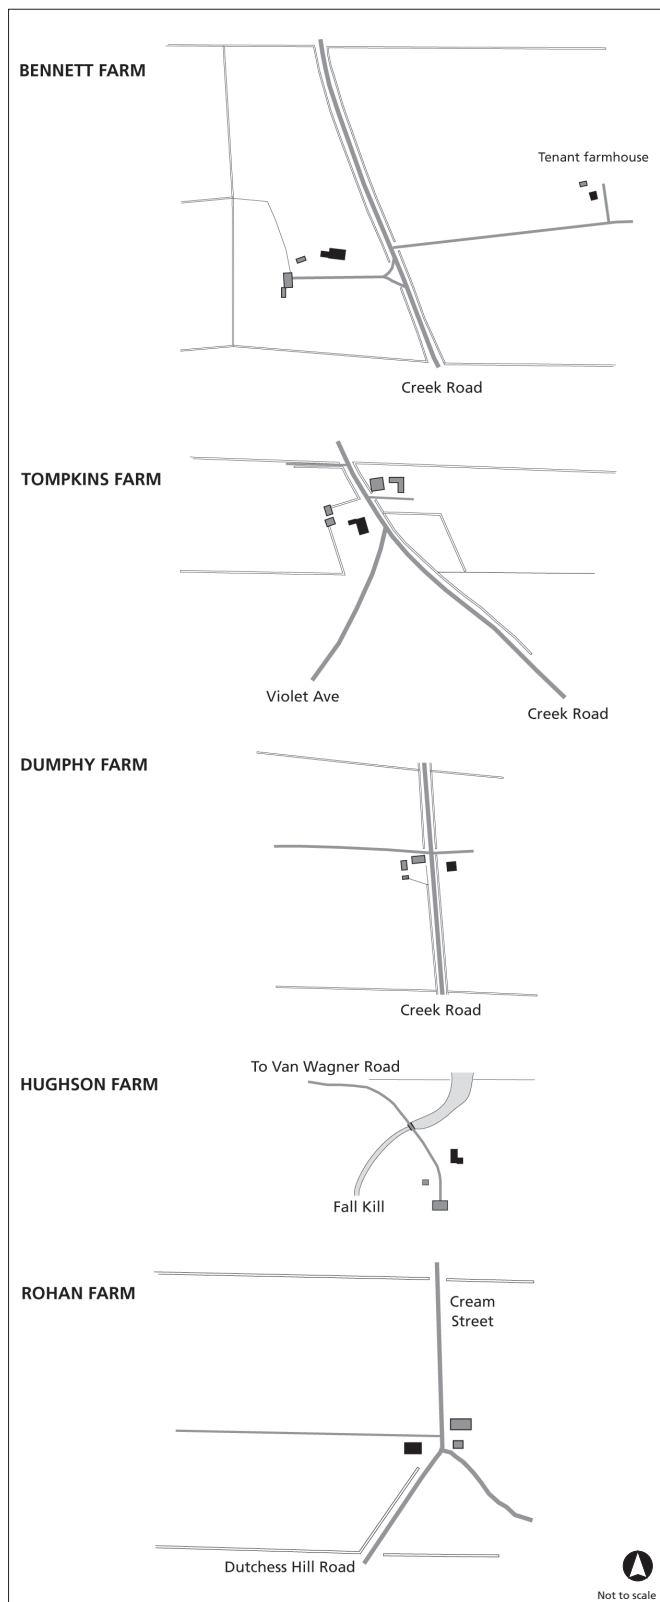 BENNETT FARM
Tenant farmhouse
Creek Road
TOMPKINS FARM
Violet Ave
Creek Road
DUMPHY FARM
Creek Road
To Van Wagner Road
HUGHSON FARM
Fall Kill
ROHAN FARM
Cream
Street
Dutchess Hill Road
Not to scale